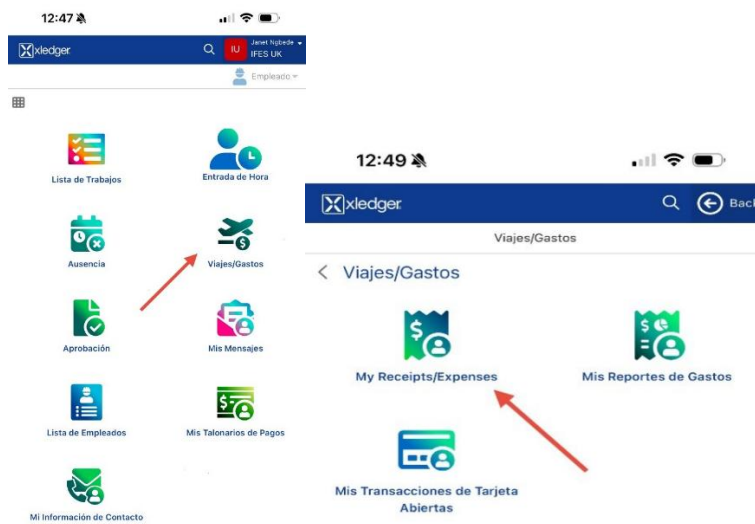 12:47
xledger
IU
Janet Ngbede
IFES UK
Empleado
Lista de Trabajos
Entrada de Hora
Ausencia
Viajes/Gastos
Aprobación
Mis Mensajes
Lista de Empleados
Mis Talonarios de Pagos
Mi Información de Contacto
12:49
xledger
Back
Viajes/Gastos
< Viajes/Gastos
My Receipts/Expenses
Mis Reportes de Gastos
Mis Transacciones de Tarjeta
Abiertas